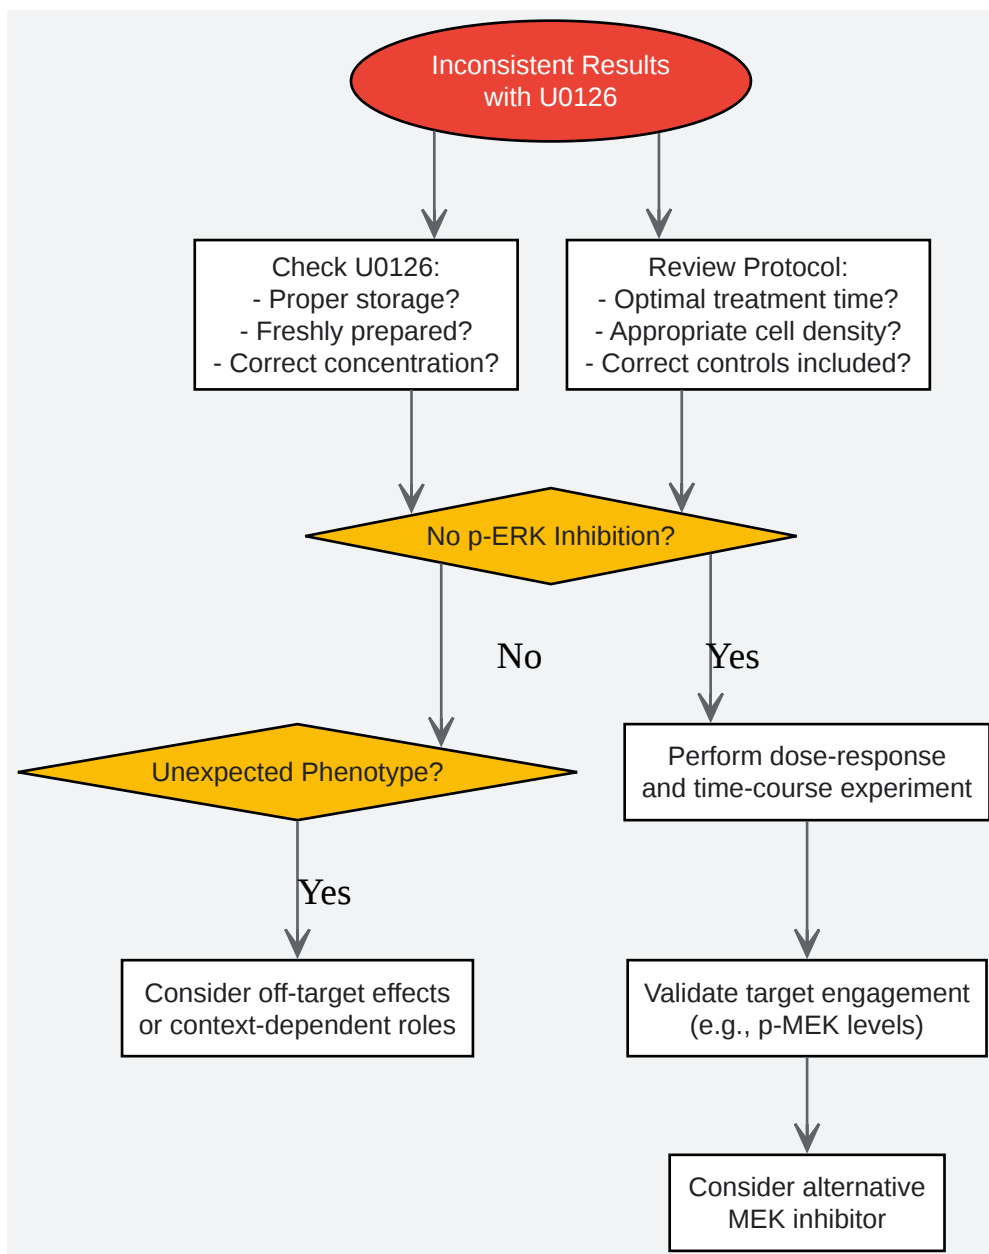 Inconsistent Results
with U0126
Check U0126:
- Proper storage?
- Freshly prepared?
- Correct concentration?
Review Protocol:
- Optimal treatment time?
- Appropriate cell density?
- Correct controls included?
No p-ERK Inhibition?
No
Yes
Unexpected Phenotype?
Perform dose-response
and time-course experiment
Yes
Consider off-target effects
or context-dependent roles
Validate target engagement
(e.g., p-MEK levels)
Consider alternative
MEK inhibitor